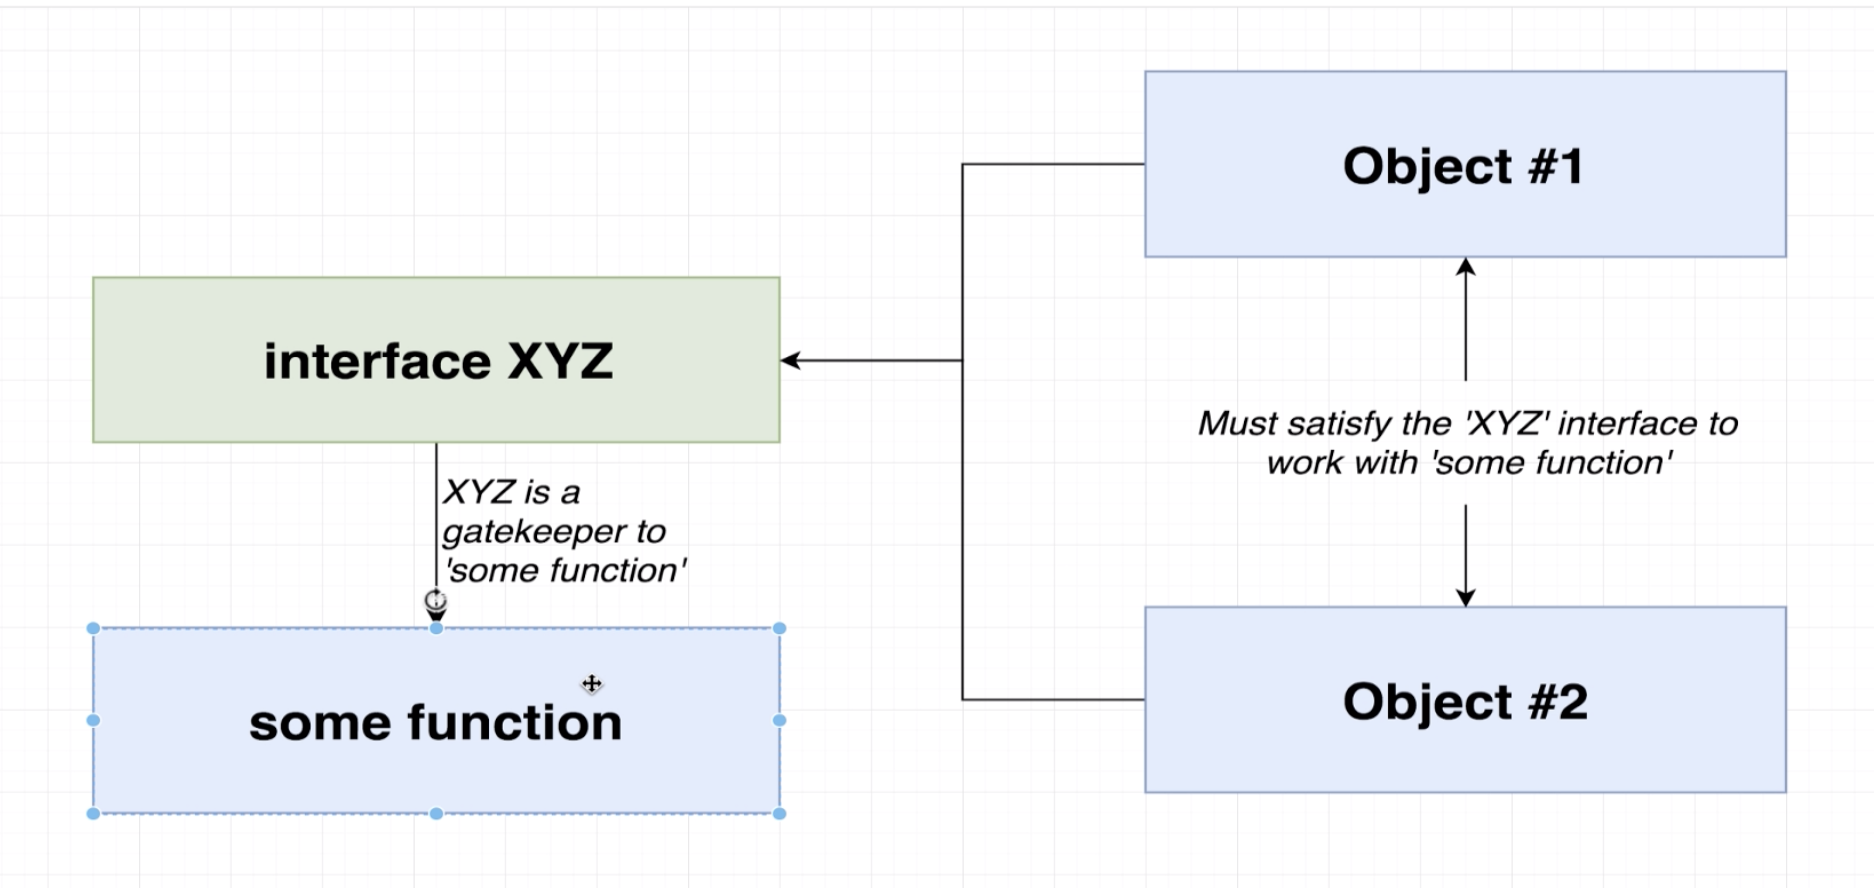 Object #1
interface XYZ
Must satisfy the 'XYZ' interface to
work with 'some function'
XYZ is a
gatekeeper to
'some function'
some function
Object #2